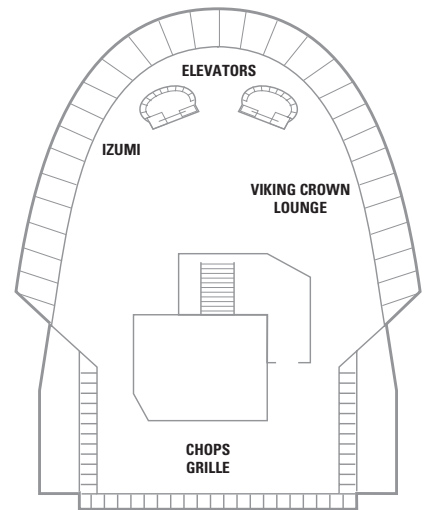 ELEVATORS
IZUMI
VIKING CROWN
LOUNGE
CHOPS
GRILLE